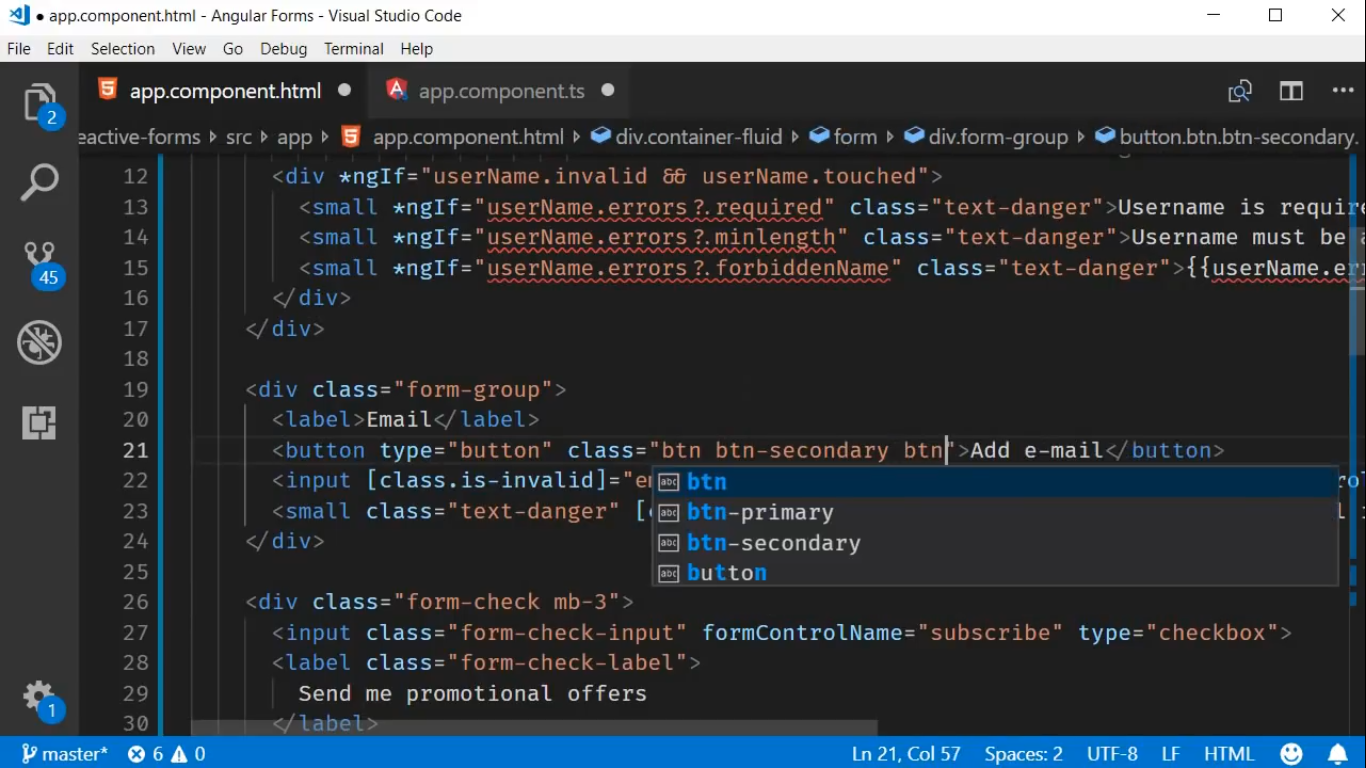 app.component.html - Angular Forms - Visual Studio Code
File Edit Selection View Go Debug Terminal Help
app.component.html app.component.ts
2
eactive-forms src app app.component.html div.container-fluid form div.form-group button.btn.btn-secondary.
12 <div *ngIf="userName.invalid && userName.touched">
13 <small *ngIf="userName.errors?.required" class="text-danger">Username is require
14 <small *ngIf="userName.errors?.minlength" class="text-danger">Username must be a
15 <small *ngIf="userName.errors?.forbiddenName" class="text-danger">{{userName.err
45
16 </div>
17 </div>
18
19 <div class="form-group">
20 <label>Email</label>
21 <button type="button" class="btn btn-secondary btn">Add e-mail</button>
22 <input [class.is-invalid]="em
btn
23 <small class="text-danger" [c
btn-primary
24 </div>
btn-secondary
25
button
26 <div class="form-check mb-3">
27 <input class="form-check-input" formControlName="subscribe" type="checkbox">
28 <label class="form-check-label">
29 Send me promotional offers
1
30 </label>
master* 6 0 Ln 21, Col 57 Spaces: 2 UTF-8 LF HTML